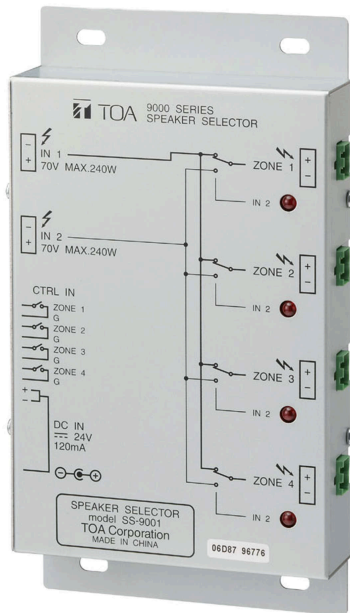 TOA 9000 SERIES
SPEAKER SELECTOR
IN 1
70V MAX.240W
ZONE 1
IN 2
IN 2
70V MAX.240W
ZONE 2
IN 2
CTRL IN
ZONE 1
G
ZONE 2
G
ZONE 3
G
ZONE 4
G
ZONE 3
IN 2
DC IN
24V
120mA
ZONE 4
IN 2
SPEAKER SELECTOR
model SS-9001
TOA Corporation
MADE IN CHINA
06D87 96776